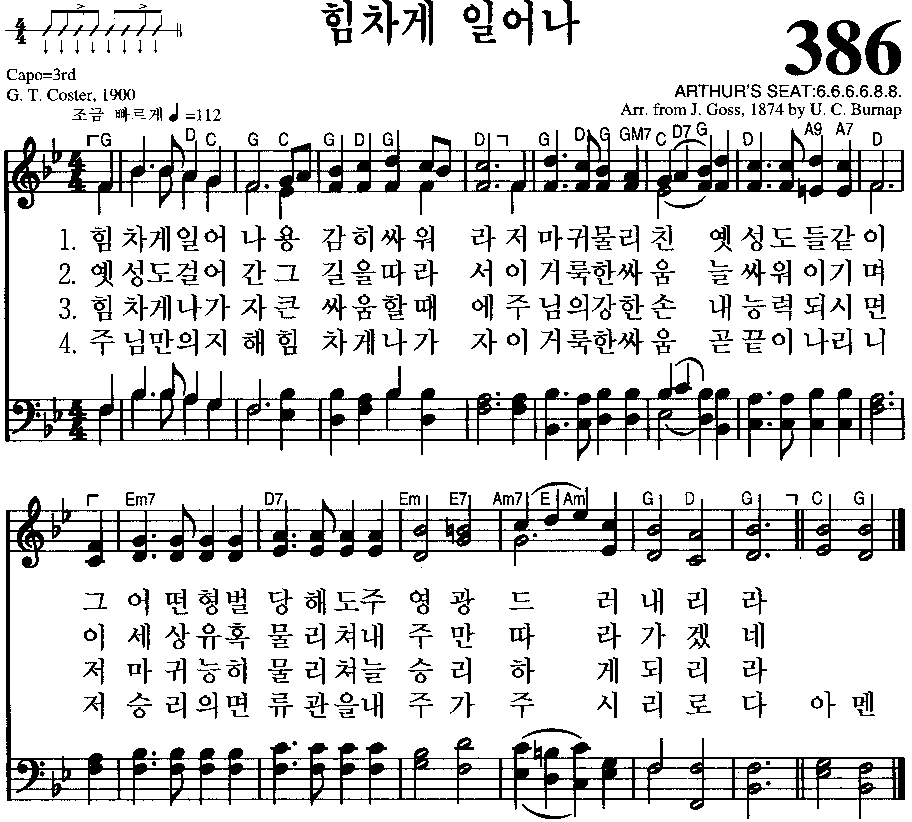 힘차게 일어나
386
4
4
Capo=3rd
G. T. Coster, 1900
ARTHUR'S SEAT:6.6.6.6.8.8.
Arr. from J. Goss, 1874 by U. C. Burnap
조금 빠르게 ♩=112
G D C G C G D G D G D G GM7 C D7 G D A9 A7 D
1. 힘 차게일어 나용 감히싸워 라저 마귀물리친 옛성도들같이
2. 옛성도걸어 간그 길을따라 서이 거룩한싸움 늘싸워이기며
3. 힘차게나가 자큰 싸움할때 에주 님의강한손 내능력되시면
4. 주님만의지 해힘 차게나가 자이 거룩한싸움 곧끝이나리니
Em7 D7 Em E7 Am7 E Am G D G C G
그 어떤형벌 당해도주 영광드 러내리라
이 세상유혹 물리쳐내 주만따 라가겠네
저 마귀능히 물리쳐늘 승리하 게되리라
저 승리의면 류관을내 주가주 시리로다 아멘